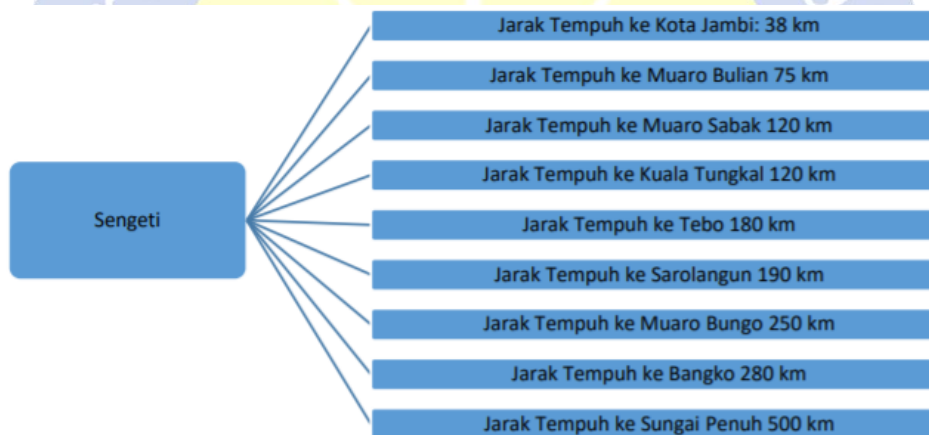 Jarak Tempuh ke Kota Jambi: 38 km
Jarak Tempuh ke Muaro Bulian 75 km
Jarak Tempuh ke Muaro Sabak 120 km
Jarak Tempuh ke Kuala Tungkal 120 km
Sengeti
Jarak Tempuh ke Tebo 180 km
Jarak Tempuh ke Sarolangun 190 km
Jarak Tempuh ke Muaro Bungo 250 km
Jarak Tempuh ke Bangko 280 km
Jarak Tempuh ke Sungai Penuh 500 km